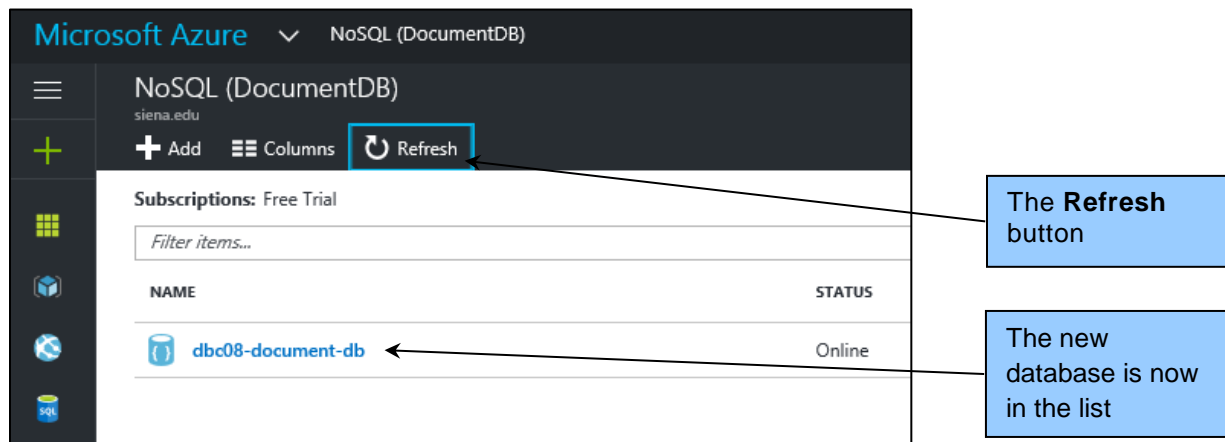 Microsoft Azure NoSQL (DocumentDB)
NoSQL (DocumentDB)
siena.edu
Add Columns Refresh
Subscriptions: Free Trial
Filter items...
NAME STATUS
dbc08-document-db Online
SQL
The Refresh
button
The new
database is now
in the list